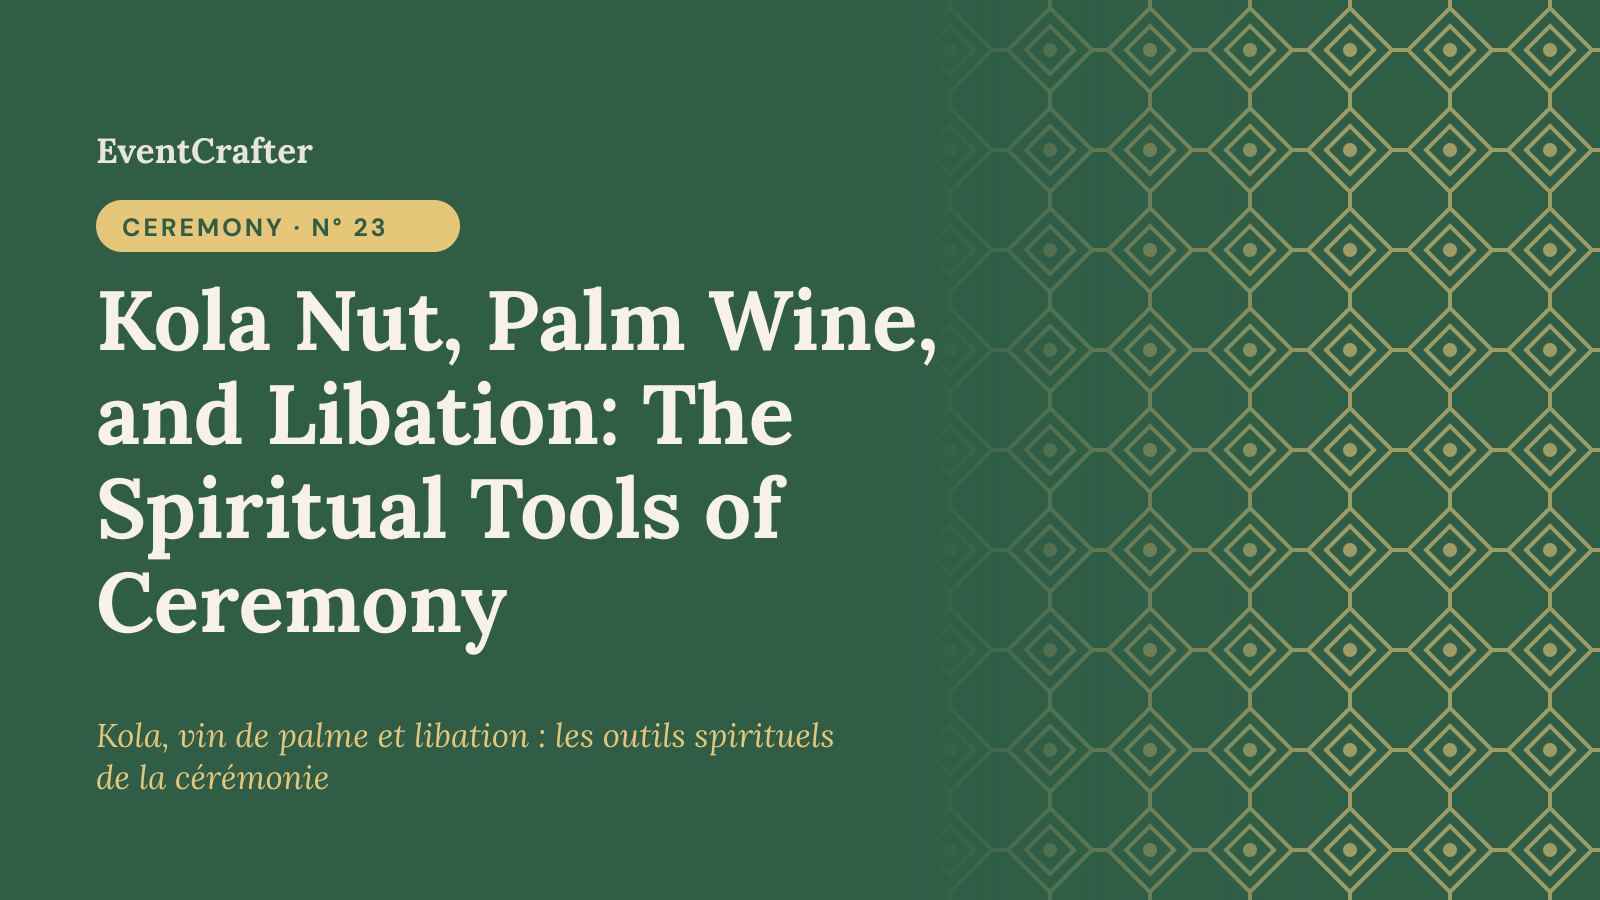 EventCrafter
CEREMONY · N° 23
Kola Nut, Palm Wine,
and Libation: The
Spiritual Tools of
Ceremony
Kola, vin de palme et libation : les outils spirituels
de la cérémonie